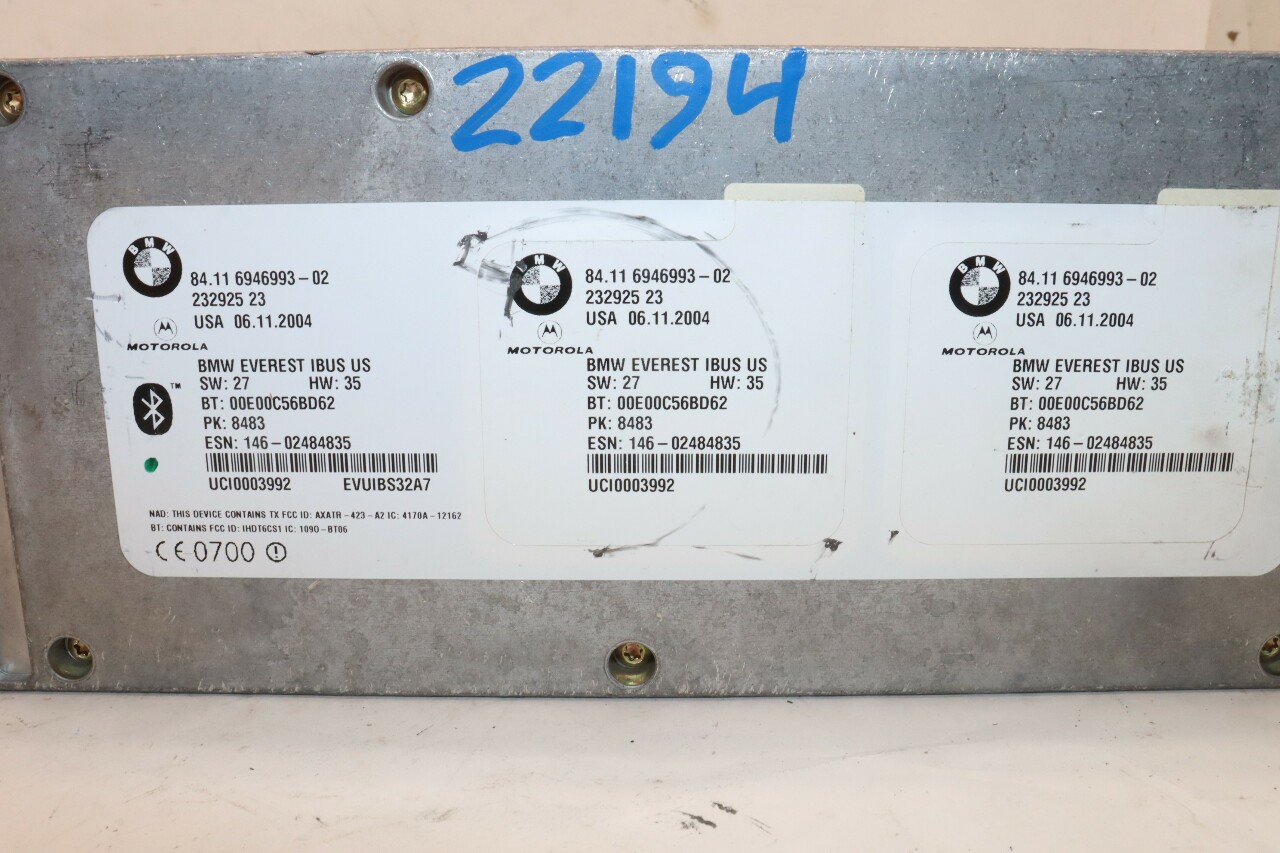 22194
BMW
84.11 6946993-02
232925 23
USA 06.11.2004
MOTOROLA
BMW EVEREST IBUS US
SW: 27 HW: 35
BT: 00E00C56BD62
PK: 8483
ESN: 146-02484835
UCI0003992 EVUIBS32A7
NAD: THIS DEVICE CONTAINS TX FCC ID: AXATR-423-A2 IC: 4170A-12162
BT: CONTAINS FCC ID: IHDT6CS1 IC: 109O-BT06
CE 0700
BMW
84.11 6946993-02
232925 23
USA 06.11.2004
MOTOROLA
BMW EVEREST IBUS US
SW: 27 HW: 35
BT: 00E00C56BD62
PK: 8483
ESN: 146-02484835
UCI0003992
BMW
84.11 6946993-02
232925 23
USA 06.11.2004
MOTOROLA
BMW EVEREST IBUS US
SW: 27 HW: 35
BT: 00E00C56BD62
PK: 8483
ESN: 146-02484835
UCI0003992